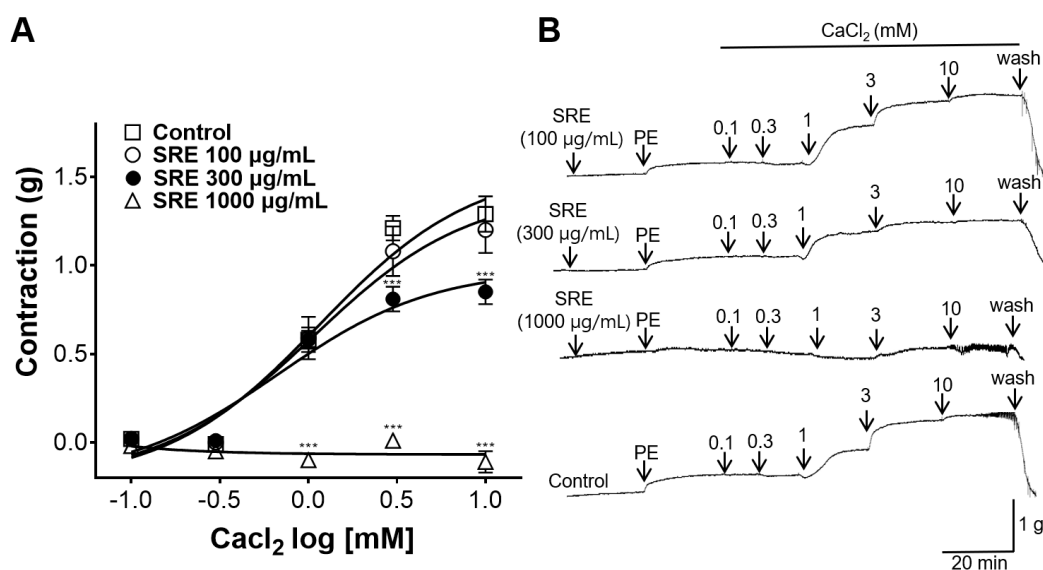 A
Control
SRE 100 µg/mL
SRE 300 µg/mL
SRE 1000 µg/mL
Contraction (g)
1.5
1.0
0.5
0.0
***
***
***
***
***
-1.0 -0.5 0.0 0.5 1.0
Cacl2 log [mM]
B
CaCl2 (mM)
SRE
(100 µg/mL)
PE
0.1
0.3
1
3
10
wash
SRE
(300 µg/mL)
PE
0.1
0.3
1
3
10
wash
SRE
(1000 µg/mL)
PE
0.1
0.3
1
3
10
wash
Control
PE
0.1
0.3
1
3
10
wash
1 g
20 min